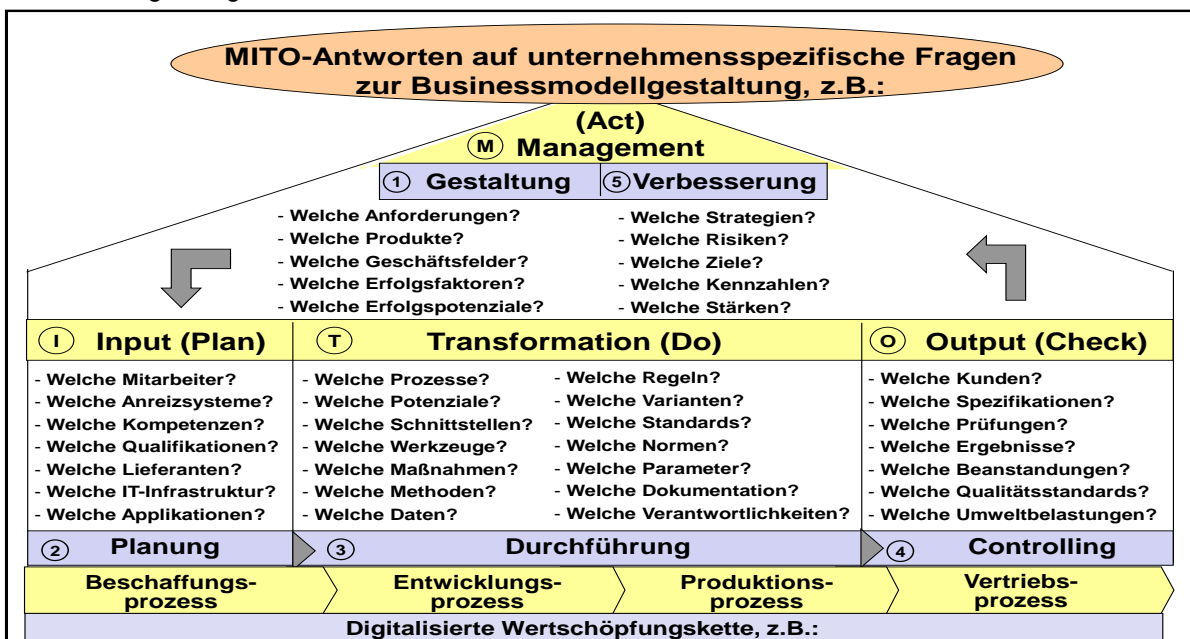 MITO-Antworten auf unternehmensspezifische Fragen
zur Businessmodellgestaltung, z.B.:
(Act)
M Management
1 Gestaltung
5 Verbesserung
- Welche Anforderungen?
- Welche Produkte?
- Welche Geschäftsfelder?
- Welche Erfolgsfaktoren?
- Welche Erfolgspotenziale?
- Welche Strategien?
- Welche Risiken?
- Welche Ziele?
- Welche Kennzahlen?
- Welche Stärken?
I Input (Plan)
- Welche Mitarbeiter?
- Welche Anreizsysteme?
- Welche Kompetenzen?
- Welche Qualifikationen?
- Welche Lieferanten?
- Welche IT-Infrastruktur?
- Welche Applikationen?
2 Planung
T Transformation (Do)
- Welche Prozesse?
- Welche Potenziale?
- Welche Schnittstellen?
- Welche Werkzeuge?
- Welche Maßnahmen?
- Welche Methoden?
- Welche Daten?
- Welche Regeln?
- Welche Varianten?
- Welche Standards?
- Welche Normen?
- Welche Parameter?
- Welche Dokumentation?
- Welche Verantwortlichkeiten?
3 Durchführung
O Output (Check)
- Welche Kunden?
- Welche Spezifikationen?
- Welche Prüfungen?
- Welche Ergebnisse?
- Welche Beanstandungen?
- Welche Qualitätsstandards?
- Welche Umweltbelastungen?
4 Controlling
Beschaffungs-
prozess
Entwicklungs-
prozess
Produktions-
prozess
Vertriebs-
prozess
Digitalisierte Wertschöpfungskette, z.B.: